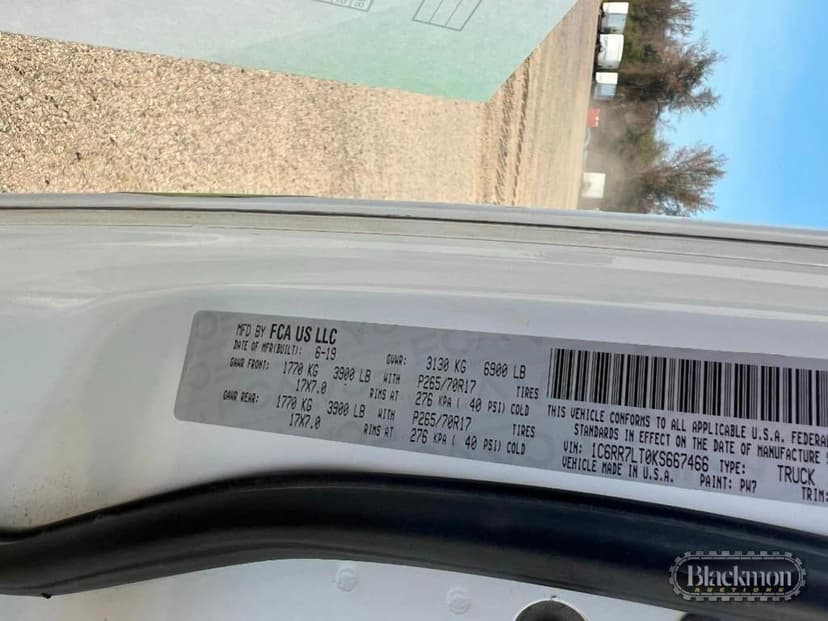 MFD BY FCA US LLC
DATE OF MFR(BUILT): 6-19 GVWR: 3130 KG 6900 LB
GAWR FRONT: 1770 KG 3900 LB WITH P265/70R17 TIRES
17X7.0 RIMS AT 276 KPA ( 40 PSI) COLD
GAWR REAR: 1770 KG 3900 LB WITH P265/70R17 TIRES
17X7.0 RIMS AT 276 KPA ( 40 PSI) COLD
THIS VEHICLE CONFORMS TO ALL APPLICABLE U.S.A. FEDERA
STANDARDS IN EFFECT ON THE DATE OF MANUFACTURE
VIN: 1C6RR7LT0KS667466 TYPE: TRUCK
VEHICLE MADE IN U.S.A. PAINT: PW7 TRIM:
Blackmon
AUCTIONS